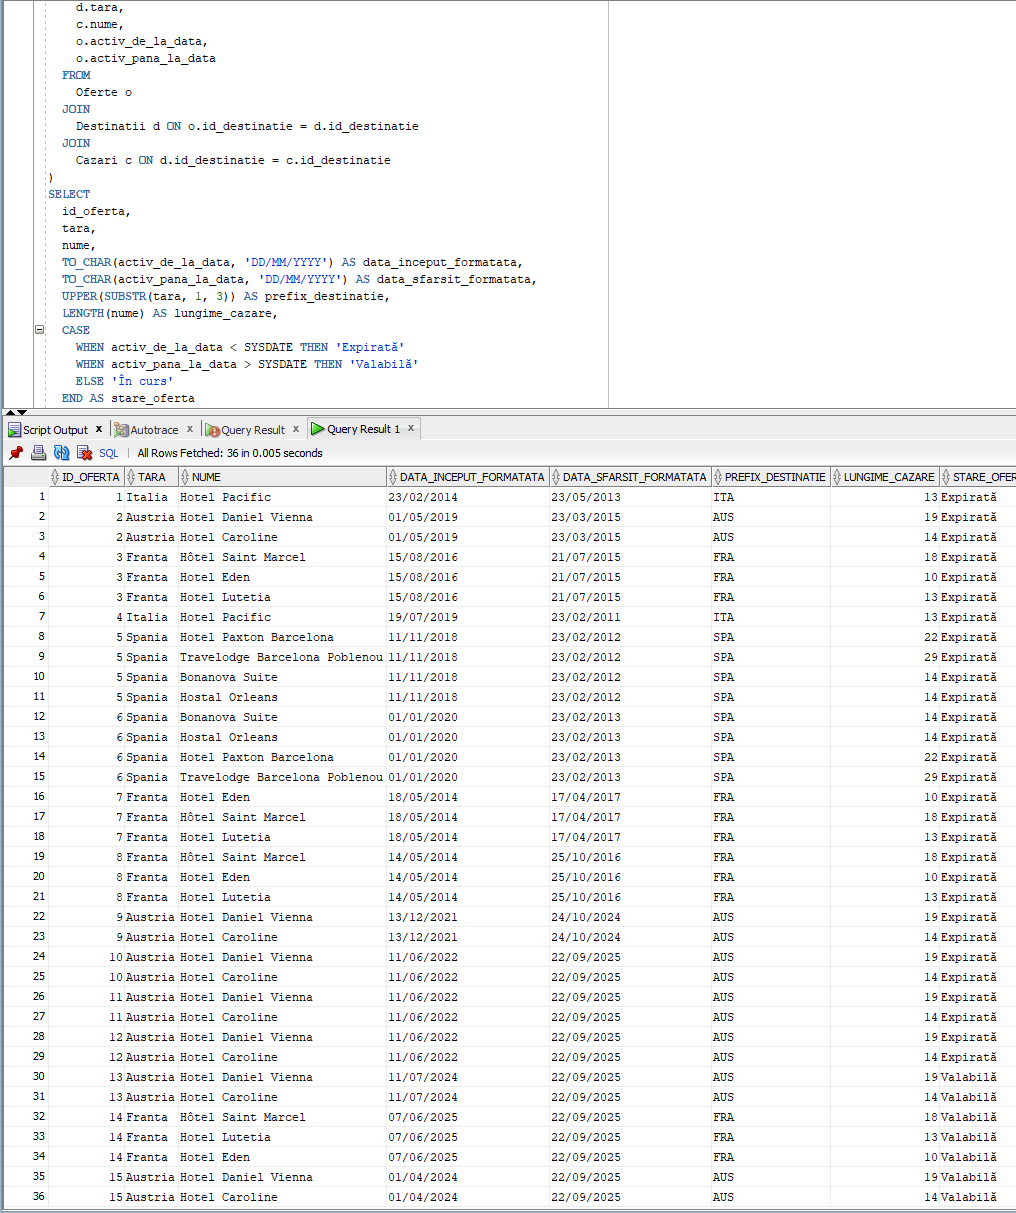 d.tara,
c.nume,
o.activ_de_la_data,
o.activ_pana_la_data
FROM
Oferte o
JOIN
Destinatii d ON o.id_destinatie = d.id_destinatie
JOIN
Cazari c ON d.id_destinatie = c.id_destinatie
)
SELECT
id_oferta,
tara,
nume,
TO_CHAR(activ_de_la_data, 'DD/MM/YYYY') AS data_inceput_formatata,
TO_CHAR(activ_pana_la_data, 'DD/MM/YYYY') AS data_sfarsit_formatata,
UPPER(SUBSTR(tara, 1, 3)) AS prefix_destinatie,
LENGTH(nume) AS lungime_cazare,
CASE
WHEN activ_de_la_data < SYSDATE THEN 'Expirată'
WHEN activ_pana_la_data > SYSDATE THEN 'Valabilă'
ELSE 'În curs'
END AS stare_oferta
Script Output x Autotrace x Query Result x Query Result 1 x
SQL | All Rows Fetched: 36 in 0.005 seconds
ID_OFERTA TARA NUME DATA_INCEPUT_FORMATATA DATA_SFARSIT_FORMATATA PREFIX_DESTINATIE LUNGIME_CAZARE STARE_OFER
1 1 Italia Hotel Pacific 23/02/2014 23/05/2013 ITA 13 Expirată
2 2 Austria Hotel Daniel Vienna 01/05/2019 23/03/2015 AUS 19 Expirată
3 2 Austria Hotel Caroline 01/05/2019 23/03/2015 AUS 14 Expirată
4 3 Franta Hôtel Saint Marcel 15/08/2016 21/07/2015 FRA 18 Expirată
5 3 Franta Hotel Eden 15/08/2016 21/07/2015 FRA 10 Expirată
6 3 Franta Hotel Lutetia 15/08/2016 21/07/2015 FRA 13 Expirată
7 4 Italia Hotel Pacific 19/07/2019 23/02/2011 ITA 13 Expirată
8 5 Spania Hotel Paxton Barcelona 11/11/2018 23/02/2012 SPA 22 Expirată
9 5 Spania Travelodge Barcelona Poblenou 11/11/2018 23/02/2012 SPA 29 Expirată
10 5 Spania Bonanova Suite 11/11/2018 23/02/2012 SPA 14 Expirată
11 5 Spania Hostal Orleans 11/11/2018 23/02/2012 SPA 14 Expirată
12 6 Spania Bonanova Suite 01/01/2020 23/02/2013 SPA 14 Expirată
13 6 Spania Hostal Orleans 01/01/2020 23/02/2013 SPA 14 Expirată
14 6 Spania Hotel Paxton Barcelona 01/01/2020 23/02/2013 SPA 22 Expirată
15 6 Spania Travelodge Barcelona Poblenou 01/01/2020 23/02/2013 SPA 29 Expirată
16 7 Franta Hotel Eden 18/05/2014 17/04/2017 FRA 10 Expirată
17 7 Franta Hôtel Saint Marcel 18/05/2014 17/04/2017 FRA 18 Expirată
18 7 Franta Hotel Lutetia 18/05/2014 17/04/2017 FRA 13 Expirată
19 8 Franta Hôtel Saint Marcel 14/05/2014 25/10/2016 FRA 18 Expirată
20 8 Franta Hotel Eden 14/05/2014 25/10/2016 FRA 10 Expirată
21 8 Franta Hotel Lutetia 14/05/2014 25/10/2016 FRA 13 Expirată
22 9 Austria Hotel Daniel Vienna 13/12/2021 24/10/2024 AUS 19 Expirată
23 9 Austria Hotel Caroline 13/12/2021 24/10/2024 AUS 14 Expirată
24 10 Austria Hotel Daniel Vienna 11/06/2022 22/09/2025 AUS 19 Expirată
25 10 Austria Hotel Caroline 11/06/2022 22/09/2025 AUS 14 Expirată
26 11 Austria Hotel Daniel Vienna 11/06/2022 22/09/2025 AUS 19 Expirată
27 11 Austria Hotel Caroline 11/06/2022 22/09/2025 AUS 14 Expirată
28 12 Austria Hotel Daniel Vienna 11/06/2022 22/09/2025 AUS 19 Expirată
29 12 Austria Hotel Caroline 11/06/2022 22/09/2025 AUS 14 Expirată
30 13 Austria Hotel Daniel Vienna 11/07/2024 22/09/2025 AUS 19 Valabilă
31 13 Austria Hotel Caroline 11/07/2024 22/09/2025 AUS 14 Valabilă
32 14 Franta Hôtel Saint Marcel 07/06/2025 22/09/2025 FRA 18 Valabilă
33 14 Franta Hotel Lutetia 07/06/2025 22/09/2025 FRA 13 Valabilă
34 14 Franta Hotel Eden 07/06/2025 22/09/2025 FRA 10 Valabilă
35 15 Austria Hotel Daniel Vienna 01/04/2024 22/09/2025 AUS 19 Valabilă
36 15 Austria Hotel Caroline 01/04/2024 22/09/2025 AUS 14 Valabilă